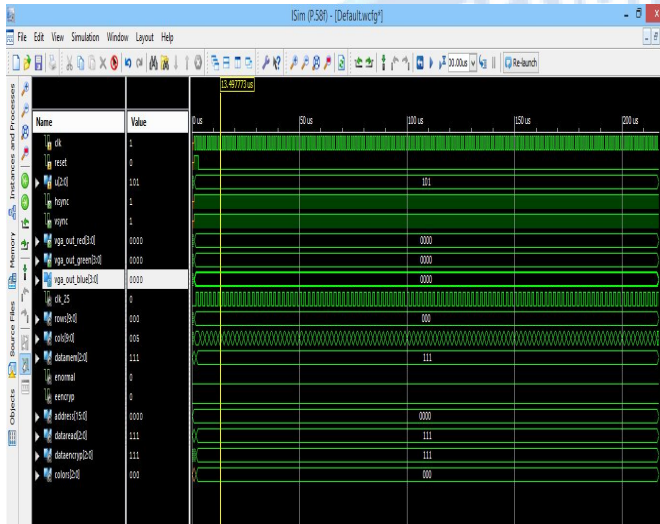 ISim (P.58f) - [Default.wcfg*]
File Edit View Simulation Window Layout Help
Re-launch
13.497773 us
Name Value 0 us 50 us 100 us 150 us 200 us
clk 1
reset 0
u[2:0] 101 101
hsync 1
vsync 1
vga_out_red[3:0] 0000 0000
vga_out_green[3:0] 0000 0000
vga_out_blue[3:0] 0000 0000
clk_25 0
rows[9:0] 000 000
cols[9:0] 005
datamem[2:0] 111 111
enormal 0
eencryp 0
address[15:0] 0000 0000
dataread[2:0] 111 111
dataencryp[2:0] 111 111
colors[2:0] 000 000
Instances and Processes
Memory
Source Files
Objects